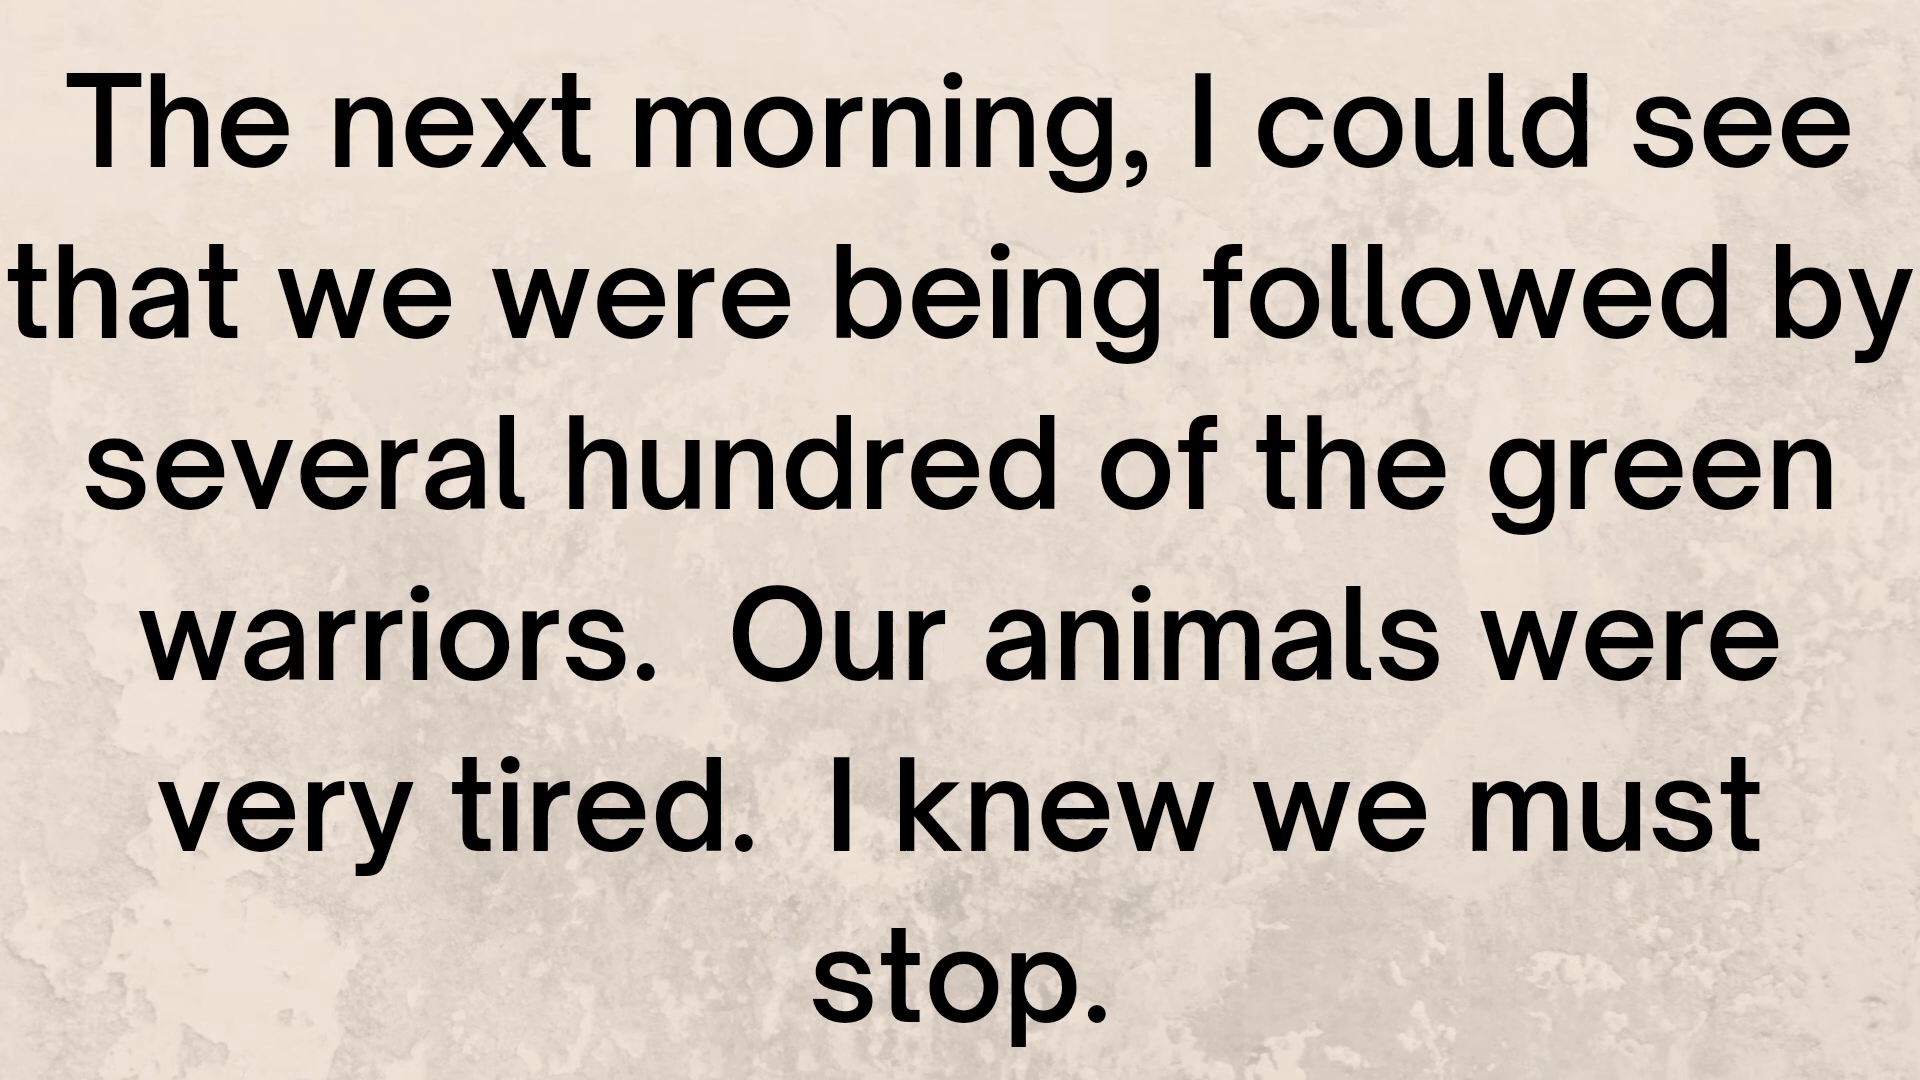 The next morning, I could see
that we were being followed by
several hundred of the green
warriors.  Our animals were
very tired.  I knew we must
stop.